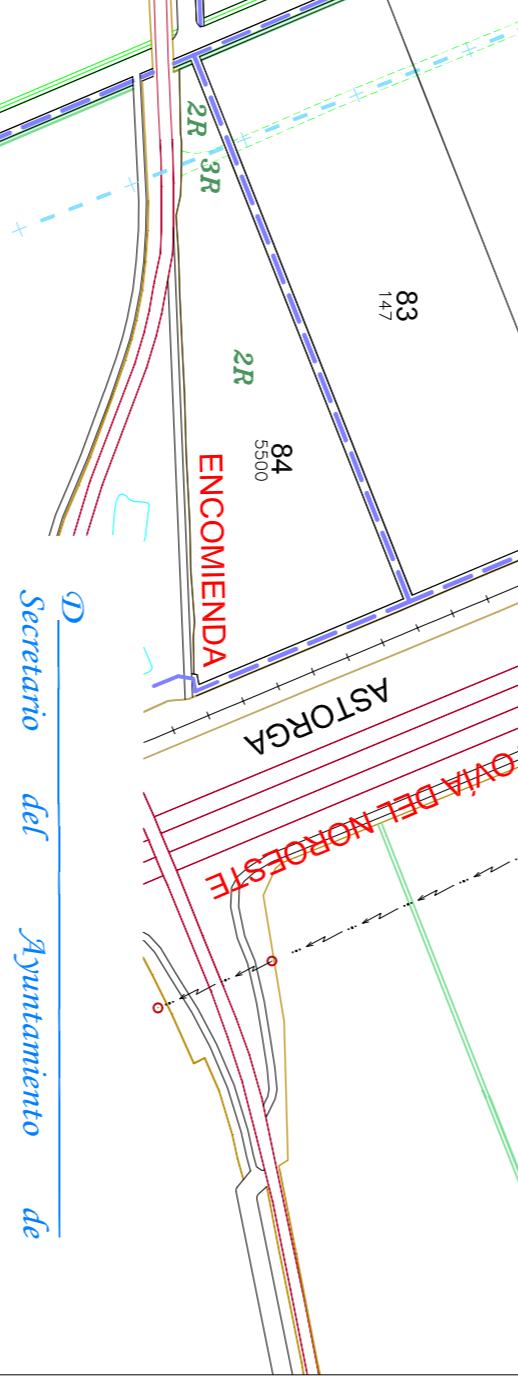 2R
3R
83
147
2R
84
5500
ENCOMIENDA
ASTORGA
OVÍA DEL NOROESTE
D
Secretario del Ayuntamiento de